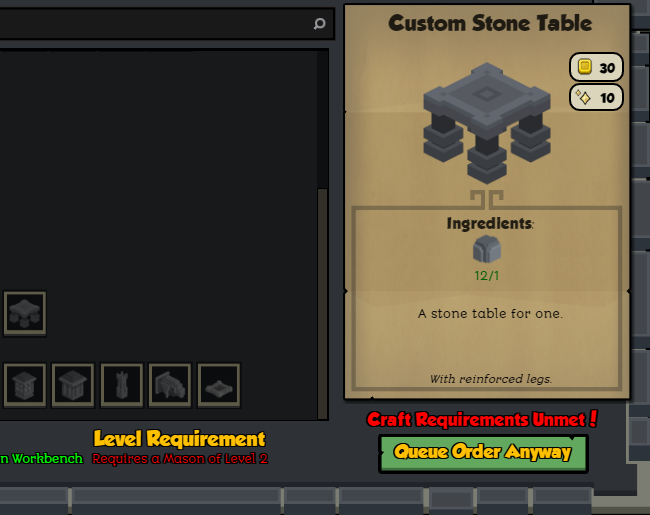 Custom Stone Table
30
10
Ingredients:
12/1
A stone table for one.
With reinforced legs.
Craft Requirements Unmet!
Level Requirement
Queue Order Anyway
n Workbench Requires a Mason of Level 2